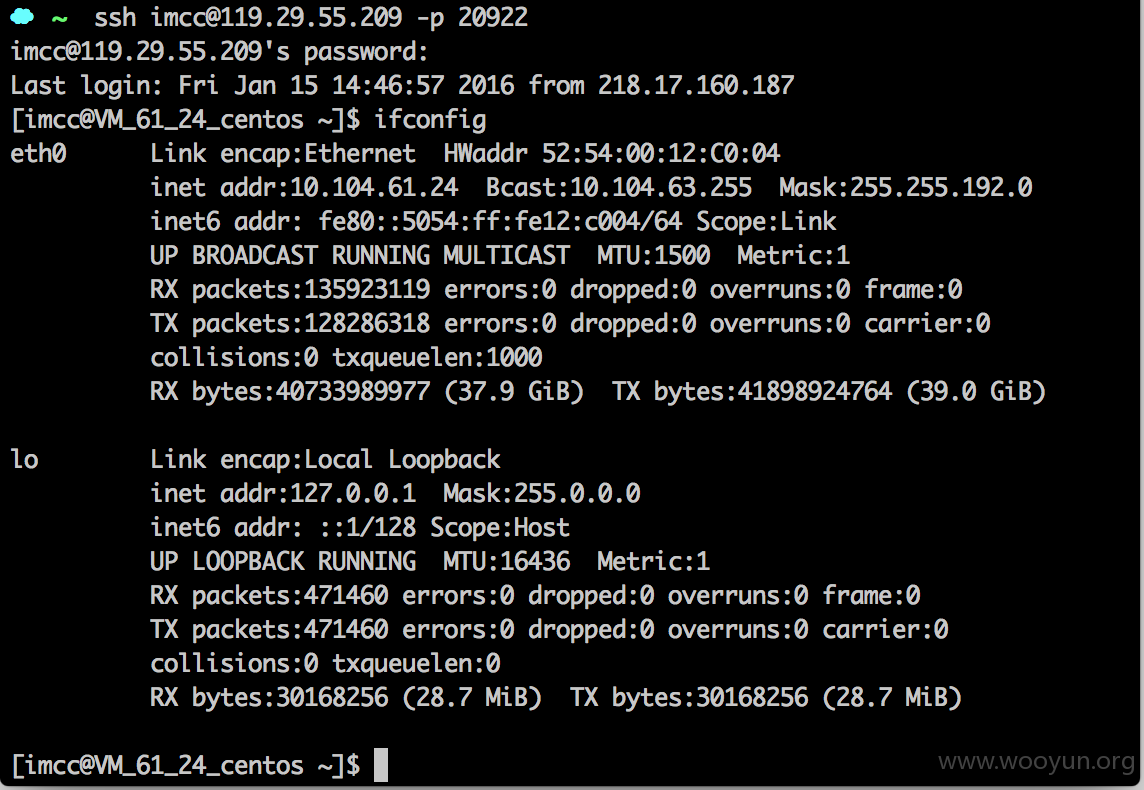 ~ ssh imcc@119.29.55.209 -p 20922
imcc@119.29.55.209's password:
Last login: Fri Jan 15 14:46:57 2016 from 218.17.160.187
[imcc@VM_61_24_centos ~]$ ifconfig
eth0      Link encap:Ethernet  HWaddr 52:54:00:12:C0:04
          inet addr:10.104.61.24  Bcast:10.104.63.255  Mask:255.255.192.0
          inet6 addr: fe80::5054:ff:fe12:c004/64 Scope:Link
          UP BROADCAST RUNNING MULTICAST  MTU:1500  Metric:1
          RX packets:135923119 errors:0 dropped:0 overruns:0 frame:0
          TX packets:128286318 errors:0 dropped:0 overruns:0 carrier:0
          collisions:0 txqueuelen:1000
          RX bytes:40733989977 (37.9 GiB)  TX bytes:41898924764 (39.0 GiB)

lo        Link encap:Local Loopback
          inet addr:127.0.0.1  Mask:255.0.0.0
          inet6 addr: ::1/128 Scope:Host
          UP LOOPBACK RUNNING  MTU:16436  Metric:1
          RX packets:471460 errors:0 dropped:0 overruns:0 frame:0
          TX packets:471460 errors:0 dropped:0 overruns:0 carrier:0
          collisions:0 txqueuelen:0
          RX bytes:30168256 (28.7 MiB)  TX bytes:30168256 (28.7 MiB)

[imcc@VM_61_24_centos ~]$
www.wooyun.org